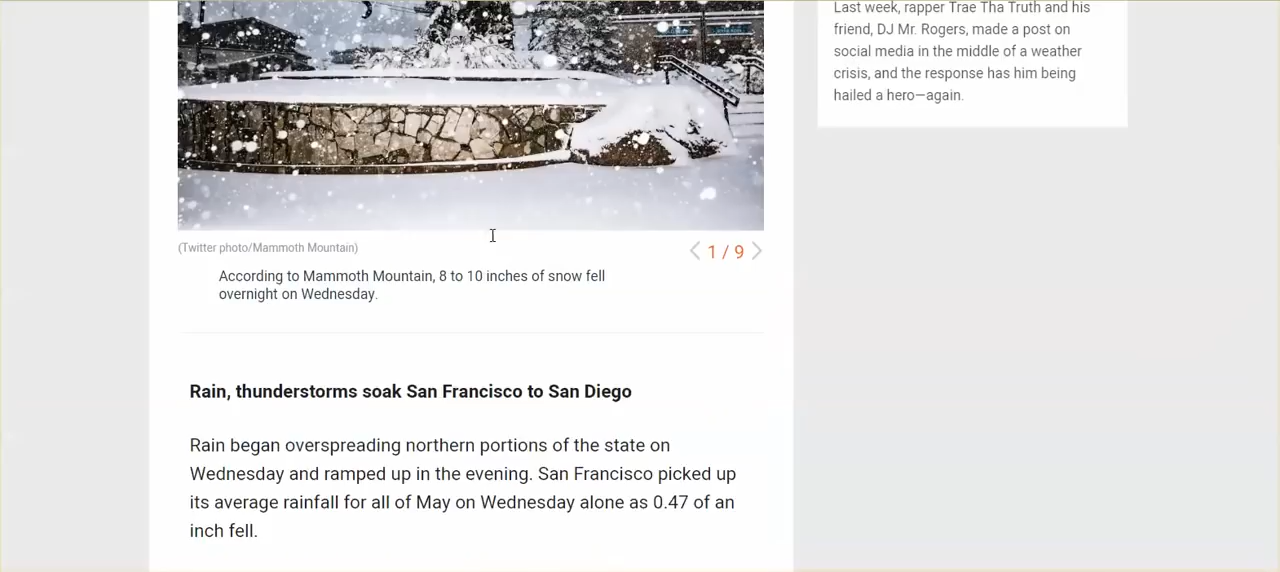 Last week, rapper Trae Tha Truth and his
friend, DJ Mr. Rogers, made a post on
social media in the middle of a weather
crisis, and the response has him being
hailed a hero—again.
(Twitter photo/Mammoth Mountain)
1 / 9
According to Mammoth Mountain, 8 to 10 inches of snow fell
overnight on Wednesday.
Rain, thunderstorms soak San Francisco to San Diego
Rain began overspreading northern portions of the state on
Wednesday and ramped up in the evening. San Francisco picked up
its average rainfall for all of May on Wednesday alone as 0.47 of an
inch fell.